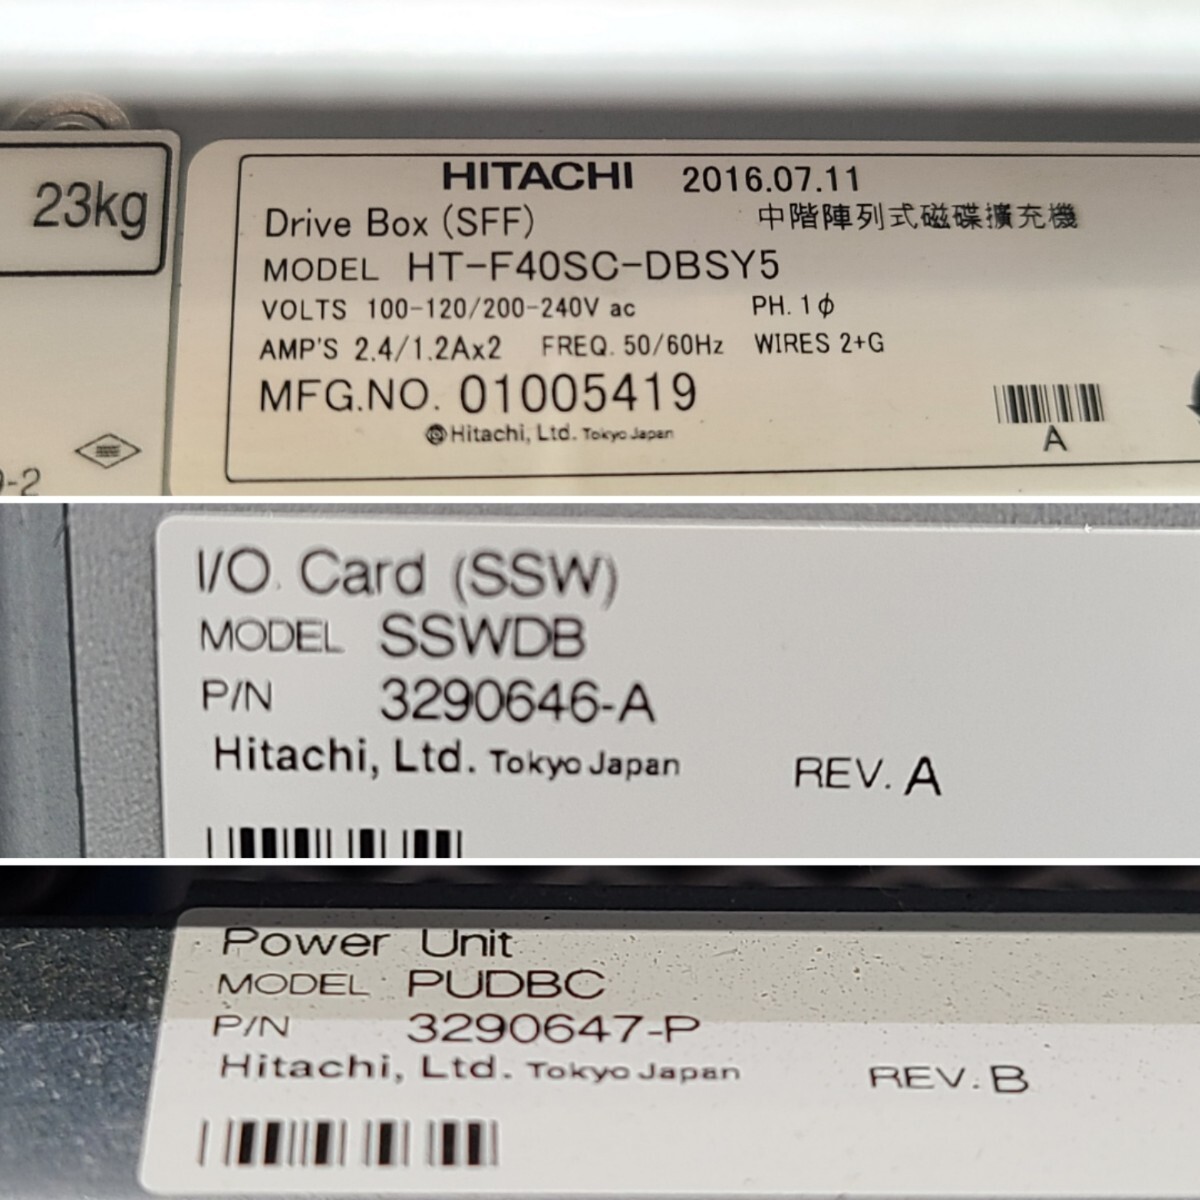 23kg
HITACHI 2016.07.11
Drive Box (SFF) 中階陣列式磁碟擴充機
MODEL HT-F40SC-DBSY5
VOLTS 100-120/200-240V ac PH. 1φ
AMP'S 2.4/1.2Ax2 FREQ. 50/60Hz WIRES 2+G
MFG.NO. 01005419
Hitachi, Ltd. Tokyo Japan
A
-2
I/O Card (SSW)
MODEL SSWDB
P/N 3290646-A
Hitachi, Ltd. Tokyo Japan REV. A
Power Unit
MODEL PUDBC
P/N 3290647-P
Hitachi, Ltd. Tokyo Japan REV. B